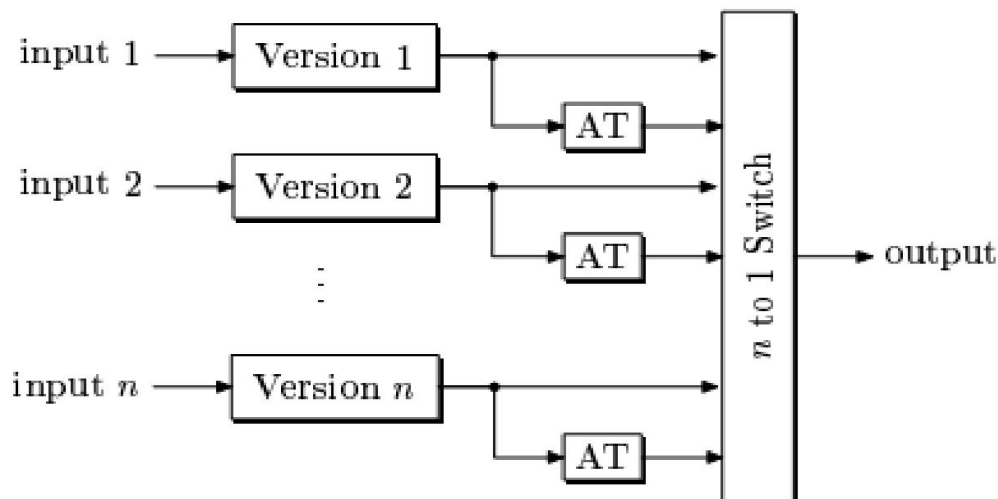 input 1
Version 1
AT
input 2
Version 2
AT
⋮
input n
Version n
AT
n to 1 Switch
output